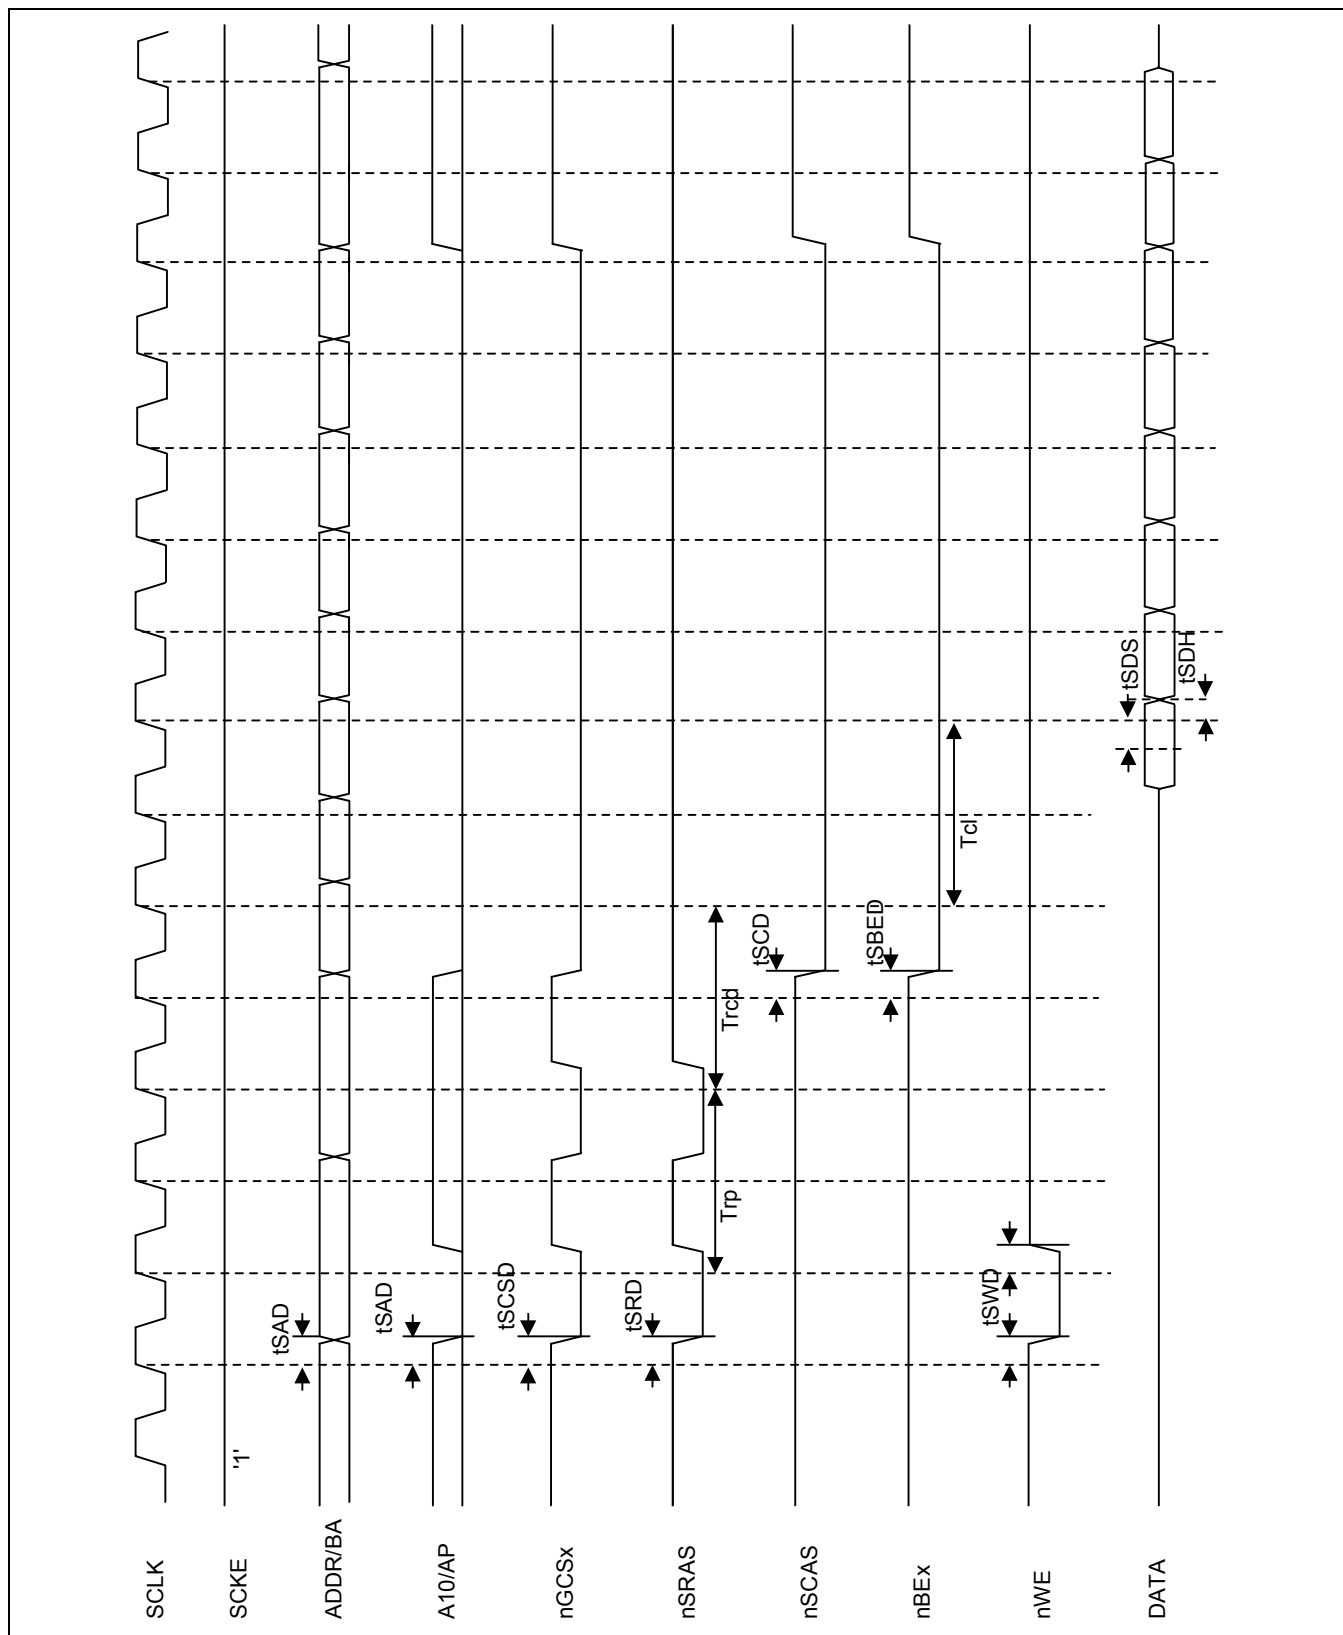 SCLK
SCKE
'1'
ADDR/BA
tSAD
A10/AP
tSAD
nGCSx
tSCSD
nSRAS
tSRD
Trp
Trcd
nSCAS
tSCD
nBEx
tSBED
Tcl
nWE
tSWD
DATA
tSDS
tSDH